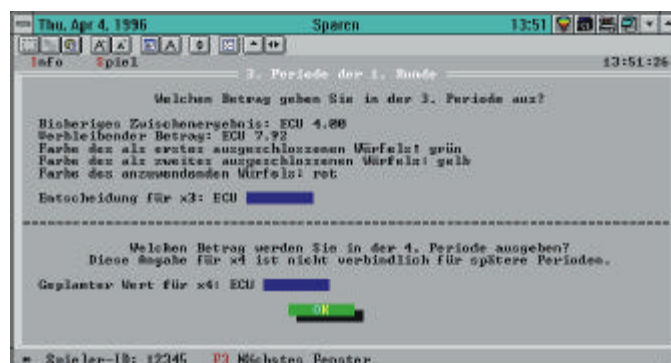 Thu, Apr 4, 1996 Sparen 13:51
Info Spiel 13:51:26
3. Periode der 1. Runde
Welchen Betrag geben Sie in der 3. Periode aus?
Bisheriges Zwischenergebnis: ECU 4.00
Verbleibender Betrag: ECU 7.92
Farbe des als erstes ausgeschlossenen Würfels: grün
Farbe des als zweites ausgeschlossenen Würfels: gelb
Farbe des anzuwendenden Würfels: rot
Entscheidung für x3: ECU
Welchen Betrag werden Sie in der 4. Periode ausgeben?
Diese Angabe für x4 ist nicht verbindlich für spätere Perioden.
Geplanter Wert für x4: ECU
OK
Spieler-ID: 12345 F3 Nächstes Fenster